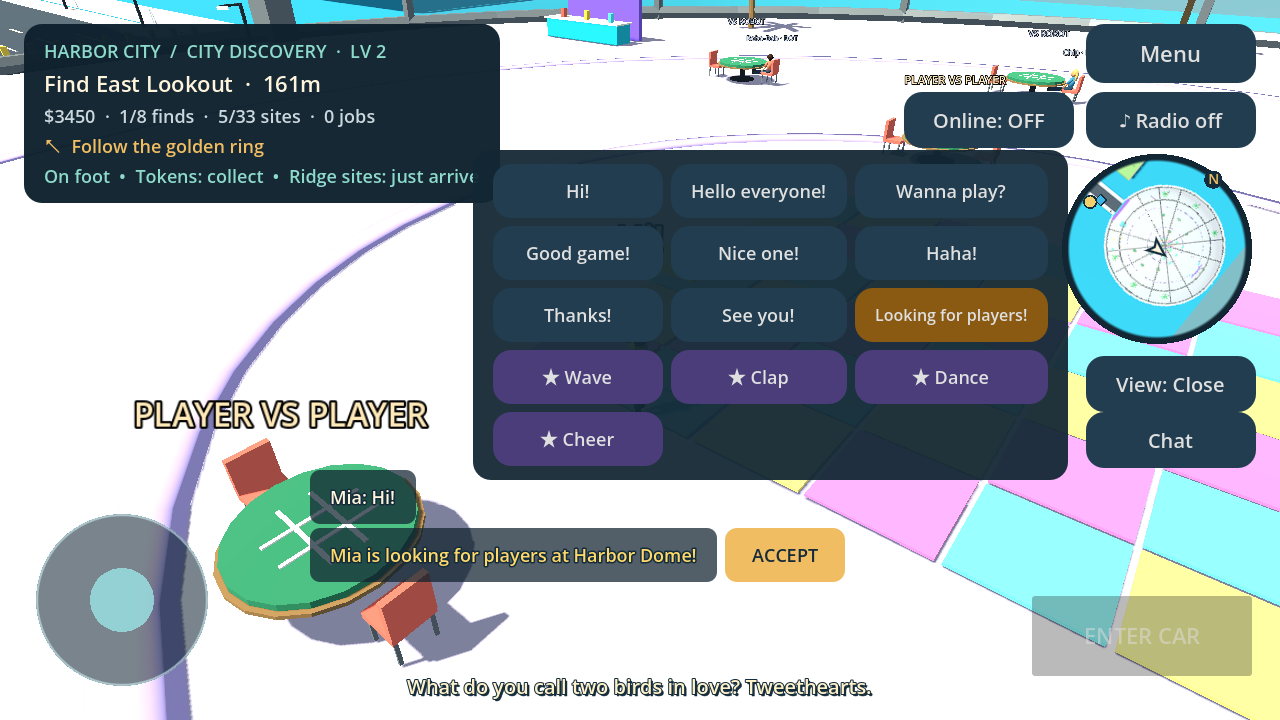 HARBOR CITY / CITY DISCOVERY · LV 2
Find East Lookout · 161m
$3450 · 1/8 finds · 5/33 sites · 0 jobs
↖ Follow the golden ring
On foot • Tokens: collect • Ridge sites: just arrive
VS ROBOT
VS ROBOT
PLAYER VS PLAYER
Menu
Online: OFF
♪ Radio off
N
Hi!
Hello everyone!
Wanna play?
Good game!
Nice one!
Haha!
Thanks!
See you!
Looking for players!
★ Wave
★ Clap
★ Dance
★ Cheer
View: Close
Chat
PLAYER VS PLAYER
Mia: Hi!
Mia is looking for players at Harbor Dome!
ACCEPT
ENTER CAR
What do you call two birds in love? Tweethearts.